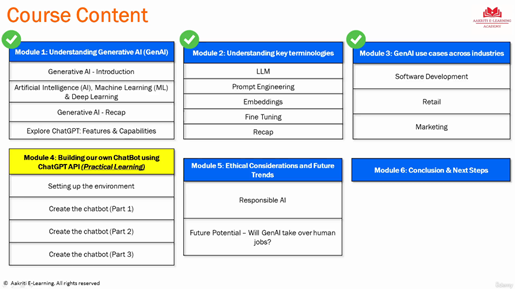 Course Content
AAKRITI E-LEARNING
ACADEMY
Module 1: Understanding Generative AI (GenAI)
Generative AI - Introduction
Artificial Intelligence (AI), Machine Learning (ML)
& Deep Learning
Generative AI - Recap
Explore ChatGPT: Features & Capabilities
Module 2: Understanding key terminologies
LLM
Prompt Engineering
Embeddings
Fine Tuning
Recap
Module 3: GenAI use cases across industries
Software Development
Retail
Marketing
Module 4: Building our own ChatBot using
ChatGPT API (Practical Learning)
Setting up the environment
Create the chatbot (Part 1)
Create the chatbot (Part 2)
Create the chatbot (Part 3)
Module 5: Ethical Considerations and Future
Trends
Responsible AI
Future Potential – Will GenAI take over human
jobs?
Module 6: Conclusion & Next Steps
© Aakriti E-Learning. All rights reserved
Udemy